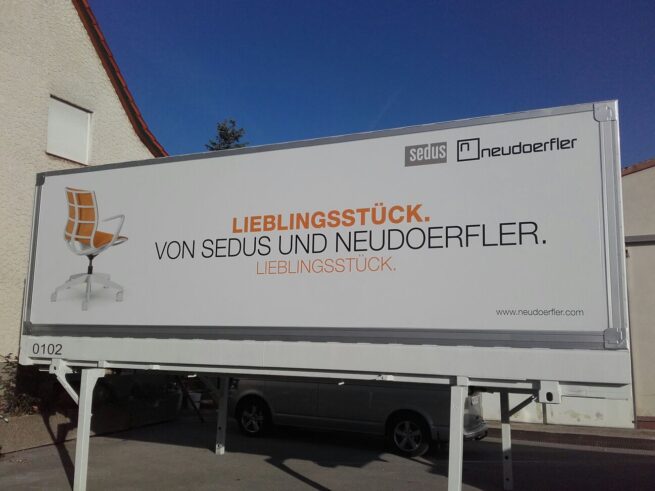 sedus n neudoerfler
LIEBLINGSSTÜCK.
VON SEDUS UND NEUDOERFLER.
LIEBLINGSSTÜCK.
www.neudoerfler.com
0102